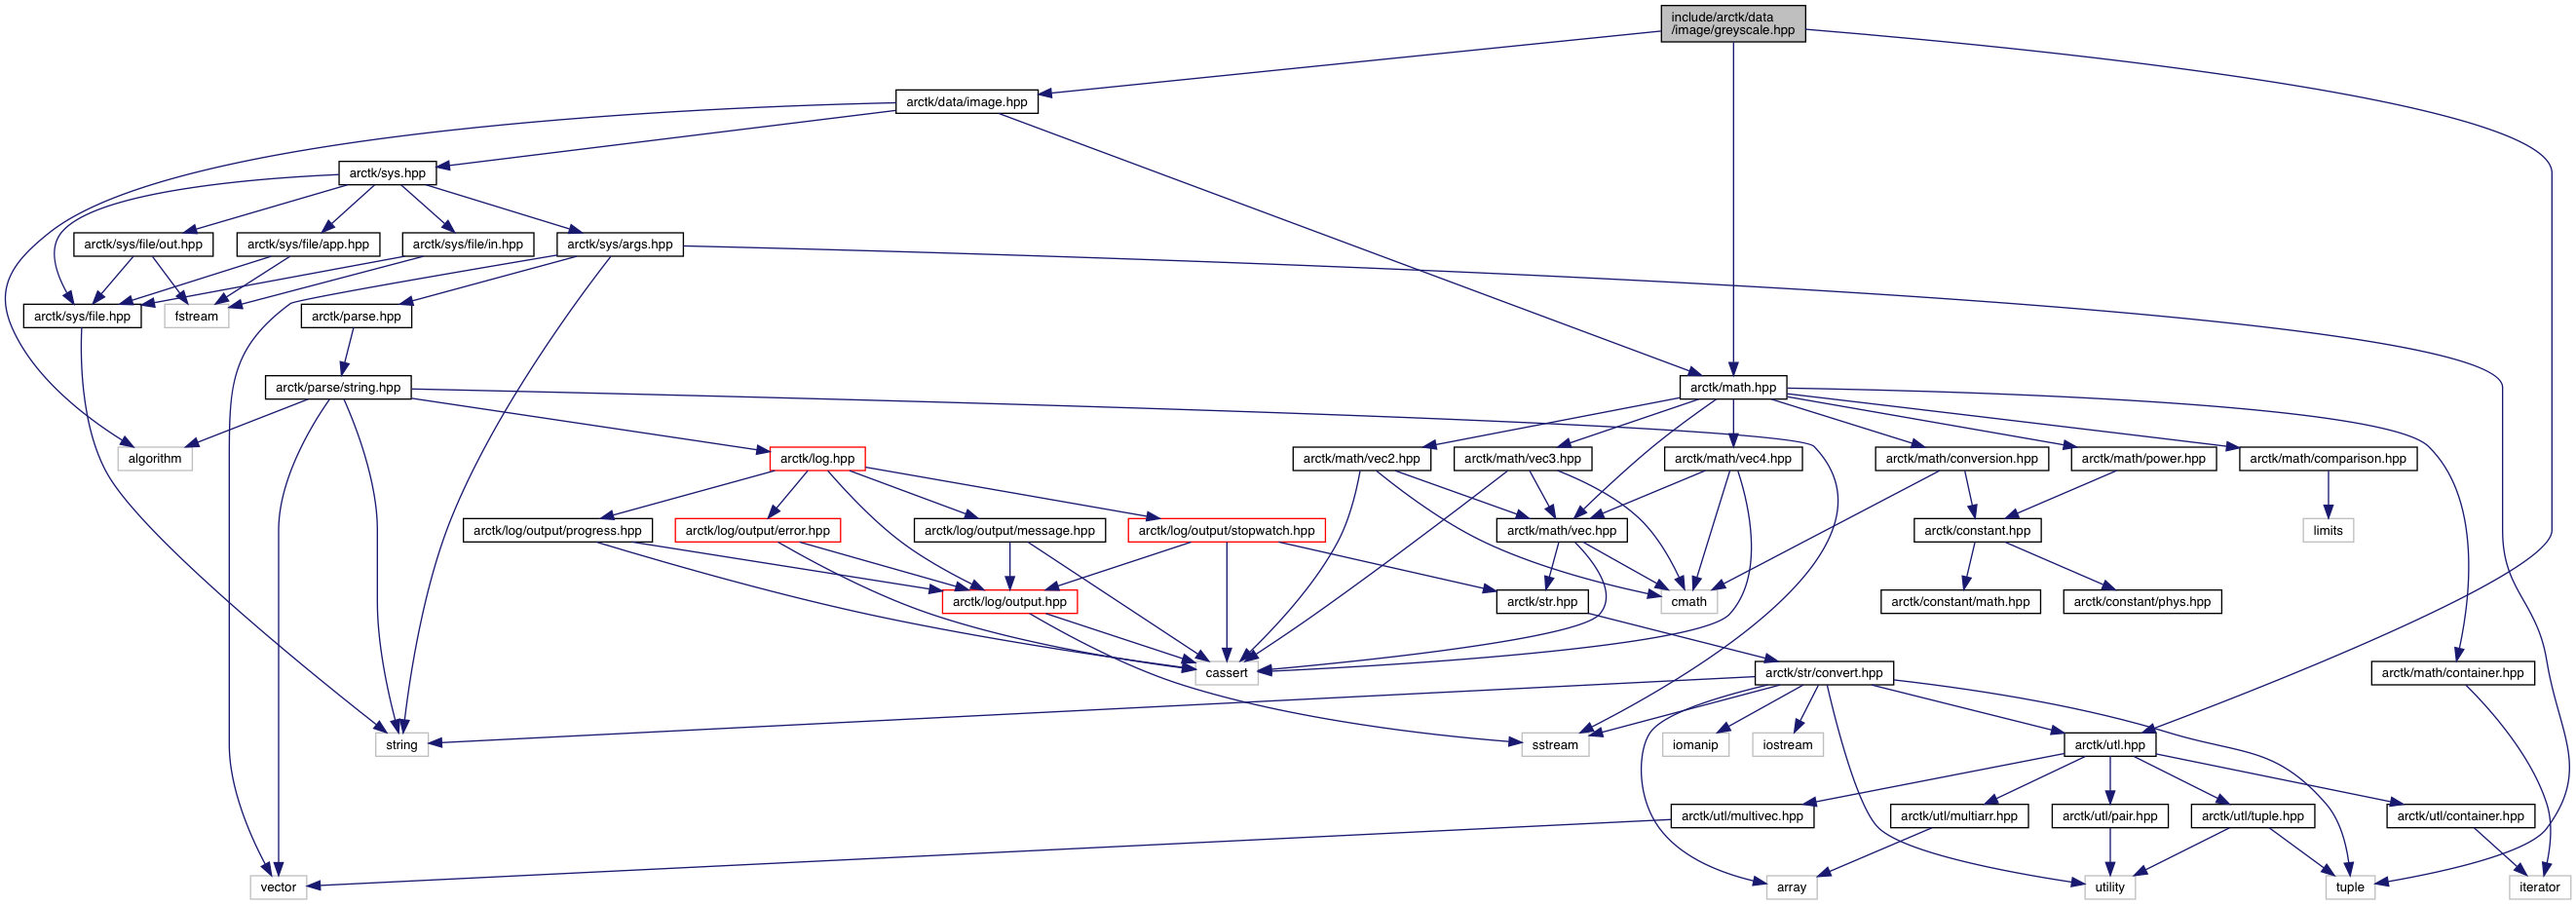 include/arctk/data
/image/greyscale.hpp
arctk/data/image.hpp
arctk/sys.hpp
arctk/sys/file/out.hpp
arctk/sys/file/app.hpp
arctk/sys/file/in.hpp
arctk/sys/args.hpp
arctk/sys/file.hpp
fstream
arctk/parse.hpp
arctk/parse/string.hpp
arctk/math.hpp
algorithm
arctk/log.hpp
arctk/math/vec2.hpp
arctk/math/vec3.hpp
arctk/math/vec4.hpp
arctk/math/conversion.hpp
arctk/math/power.hpp
arctk/math/comparison.hpp
arctk/log/output/progress.hpp
arctk/log/output/error.hpp
arctk/log/output/message.hpp
arctk/log/output/stopwatch.hpp
arctk/math/vec.hpp
arctk/constant.hpp
limits
arctk/log/output.hpp
arctk/str.hpp
cmath
arctk/constant/math.hpp
arctk/constant/phys.hpp
cassert
arctk/str/convert.hpp
arctk/math/container.hpp
string
sstream
iomanip
iostream
arctk/utl.hpp
arctk/utl/multivec.hpp
arctk/utl/multiarr.hpp
arctk/utl/pair.hpp
arctk/utl/tuple.hpp
arctk/utl/container.hpp
vector
array
utility
tuple
iterator